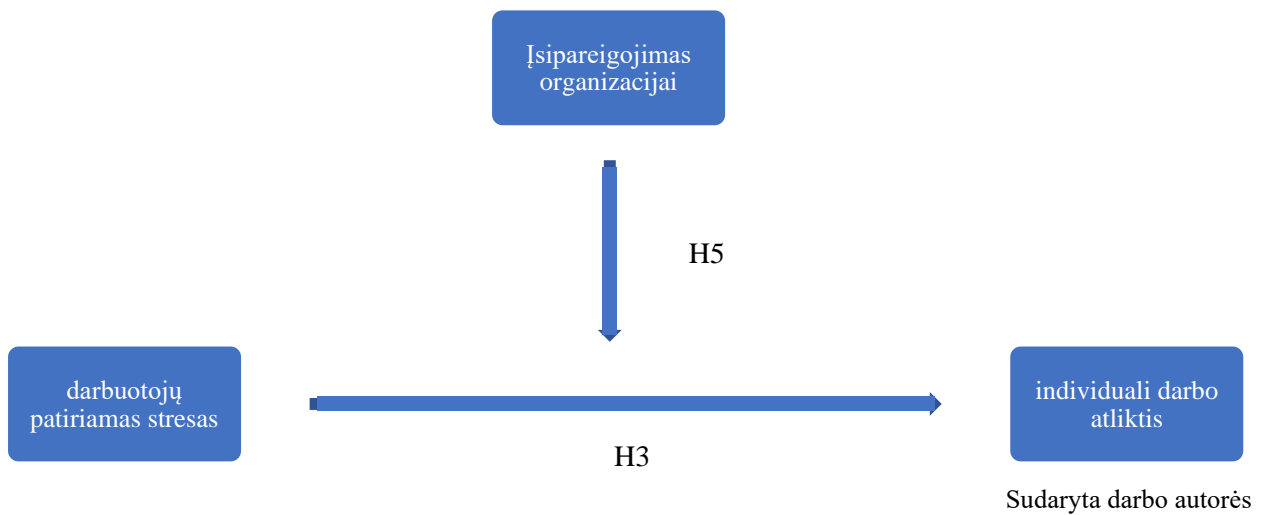 Įsipareigojimas
organizacijai
H5
darbuotojų
patiriamas stresas
individuali darbo
atliktis
H3
Sudaryta darbo autorės